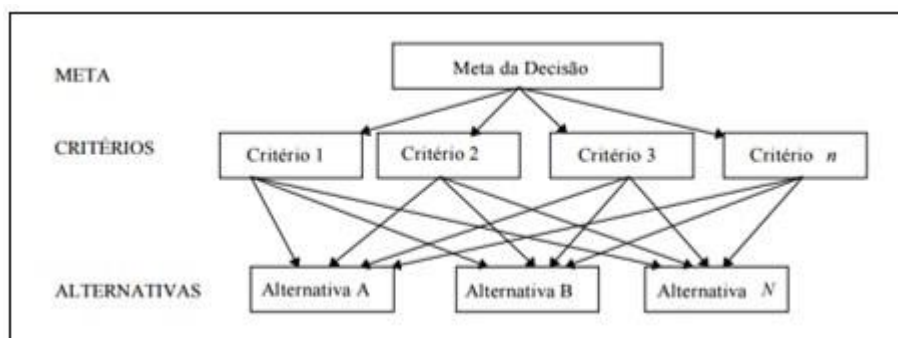 META
Meta da Decisão
CRITÉRIOS
Critério 1
Critério 2
Critério 3
Critério n
ALTERNATIVAS
Alternativa A
Alternativa B
Alternativa N